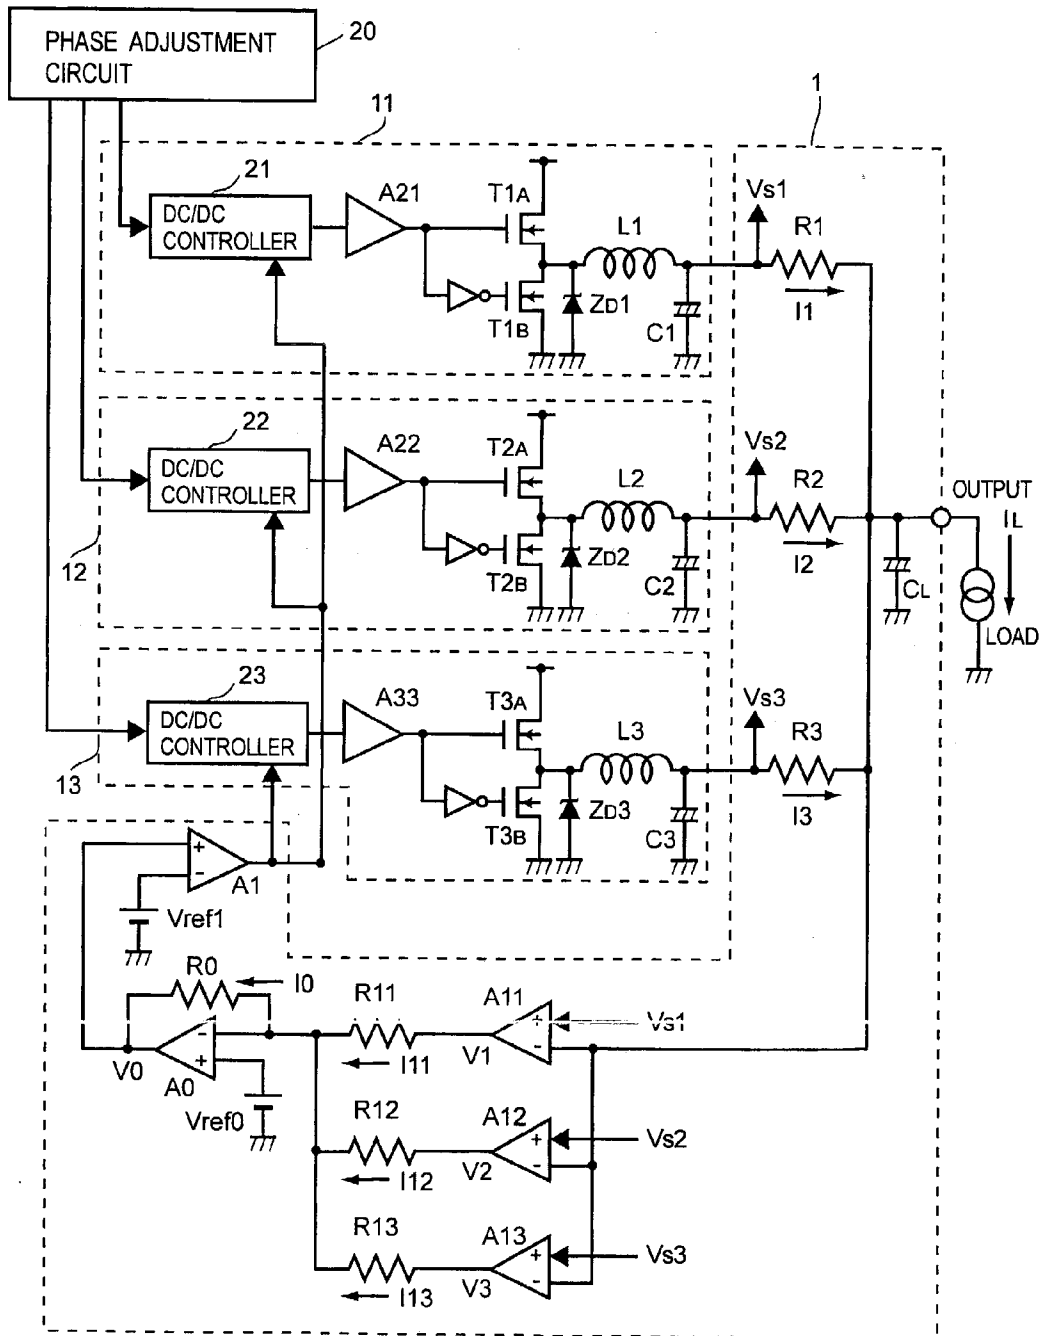 PHASE ADJUSTMENT
CIRCUIT
20
11
1
21
DC/DC
CONTROLLER
A21
T1A
T1B
ZD1
L1
C1
Vs1
R1
I1
12
22
DC/DC
CONTROLLER
A22
T2A
T2B
ZD2
L2
C2
Vs2
R2
I2
CL
OUTPUT
IL
LOAD
13
23
DC/DC
CONTROLLER
A33
T3A
T3B
ZD3
L3
C3
Vs3
R3
I3
+
-
A1
Vref1
R0
I0
-
+
V0
A0
Vref0
R11
I11
V1
A11
+
-
Vs1
R12
I12
V2
A12
+
-
Vs2
R13
I13
V3
A13
+
-
Vs3